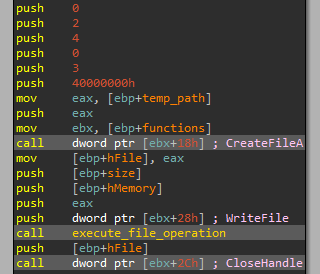 push 0
push 2
push 4
push 0
push 3
push 40000000h
mov eax, [ebp+temp_path]
push eax
mov ebx, [ebp+functions]
call dword ptr [ebx+18h] ; CreateFileA
mov [ebp+hFile], eax
push [ebp+size]
push [ebp+hMemory]
push eax
push dword ptr [ebx+28h] ; WriteFile
call execute_file_operation
push [ebp+hFile]
call dword ptr [ebx+2Ch] ; CloseHandle